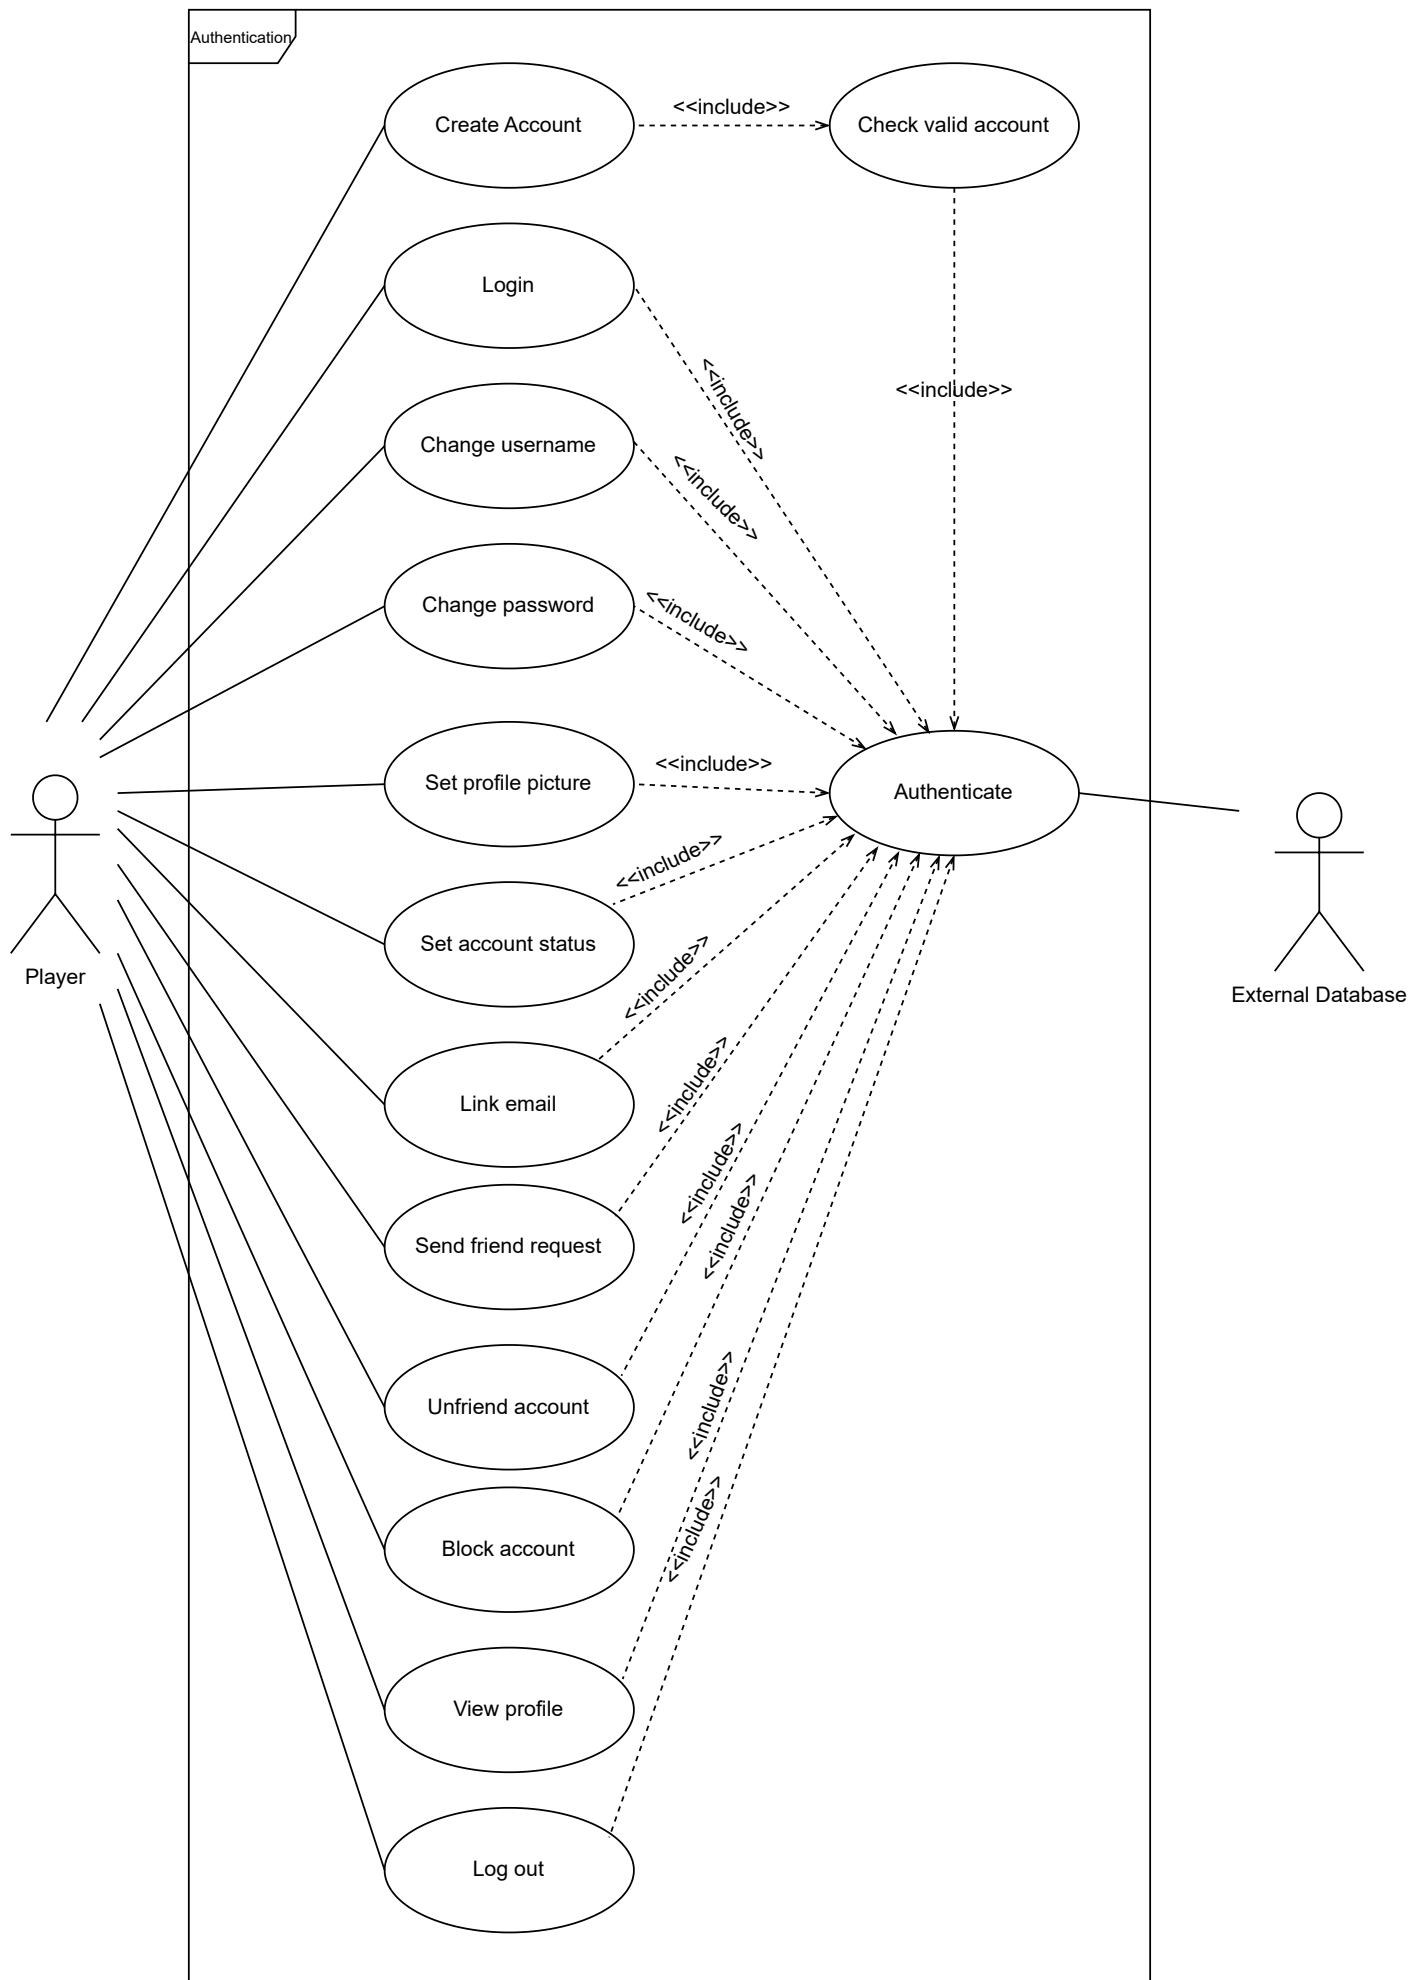 Authentication
Create Account
<<include>>
Check valid account
Login
<<include>>
<<include>>
Change username
<<include>>
Change password
<<include>>
Set profile picture
<<include>>
Authenticate
Set account status
<<include>>
Player
External Database
Link email
<<include>>
Send friend request
<<include>>
Unfriend account
<<include>>
Block account
<<include>>
View profile
<<include>>
Log out
<<include>>